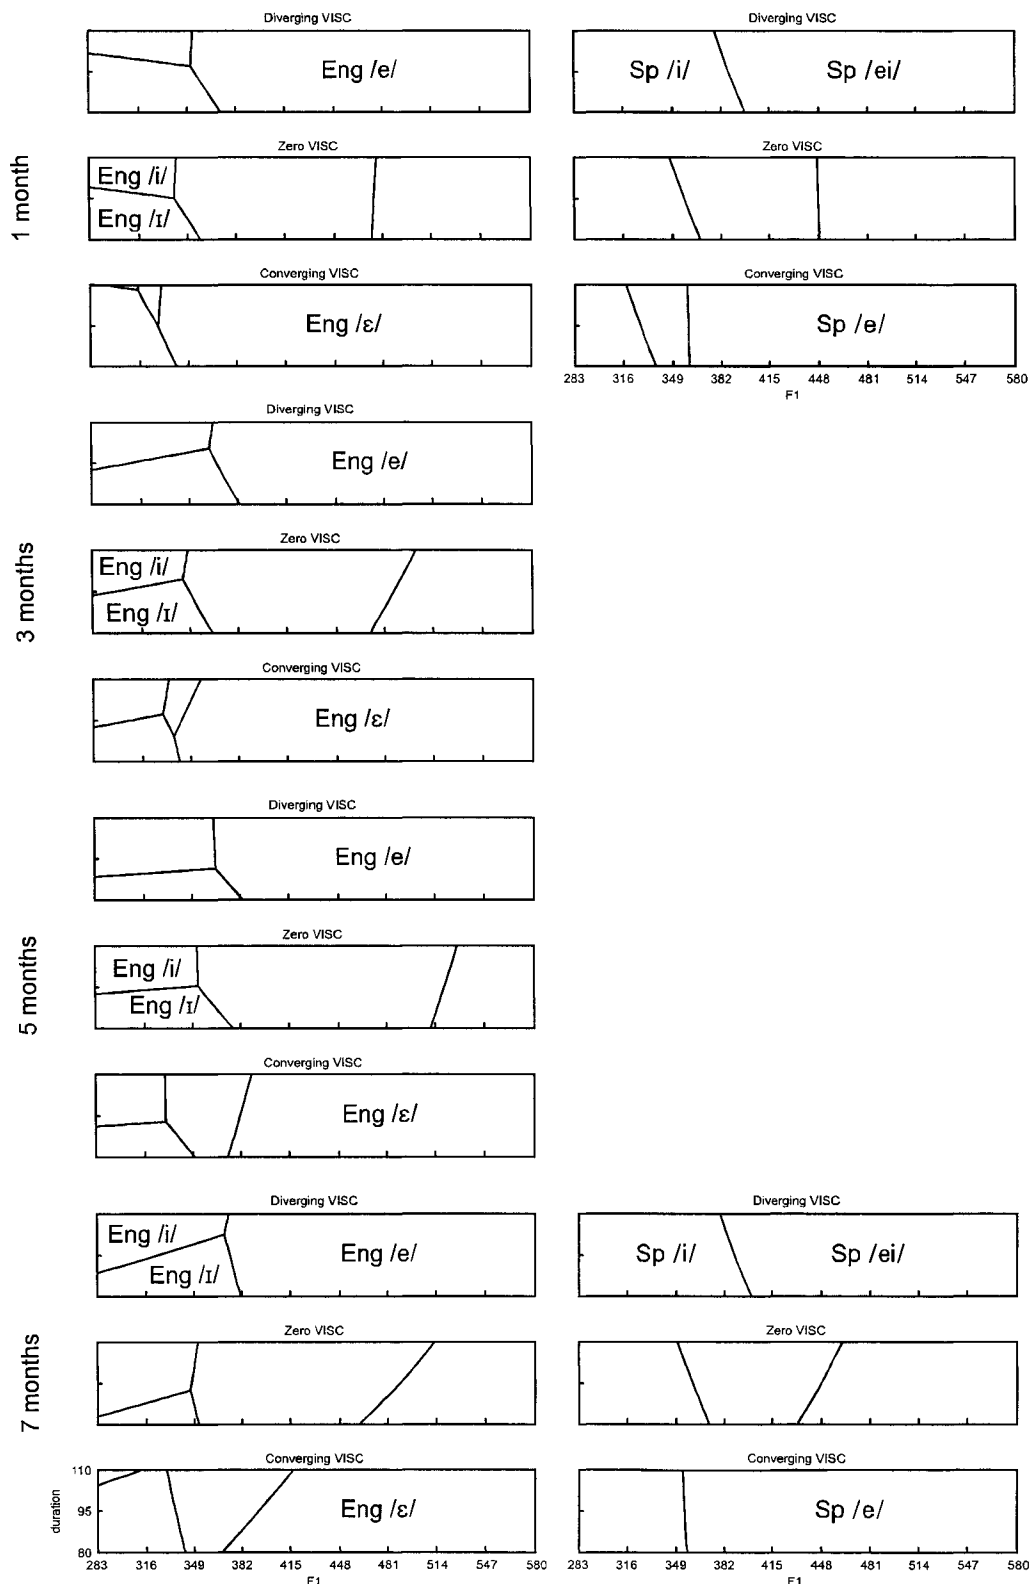 Diverging VISC
Diverging VISC
Eng /e/
Sp /i/
Sp /ei/
1 month
Zero VISC
Zero VISC
Eng /i/
Eng /ɪ/
Converging VISC
Converging VISC
Eng /ɛ/
Sp /e/
283 316 349 382 415 448 481 514 547 580
F1
Diverging VISC
Eng /e/
3 months
Zero VISC
Eng /i/
Eng /ɪ/
Converging VISC
Eng /ɛ/
Diverging VISC
Eng /e/
5 months
Zero VISC
Eng /i/
Eng /ɪ/
Converging VISC
Eng /ɛ/
Diverging VISC
Diverging VISC
Eng /i/
Eng /ɪ/
Eng /e/
Sp /i/
Sp /ei/
7 months
Zero VISC
Zero VISC
Converging VISC
Converging VISC
110
95
80
duration
Eng /ɛ/
Sp /e/
283 316 349 382 415 448 481 514 547 580
F1
283 316 349 382 415 448 481 514 547 580
F1